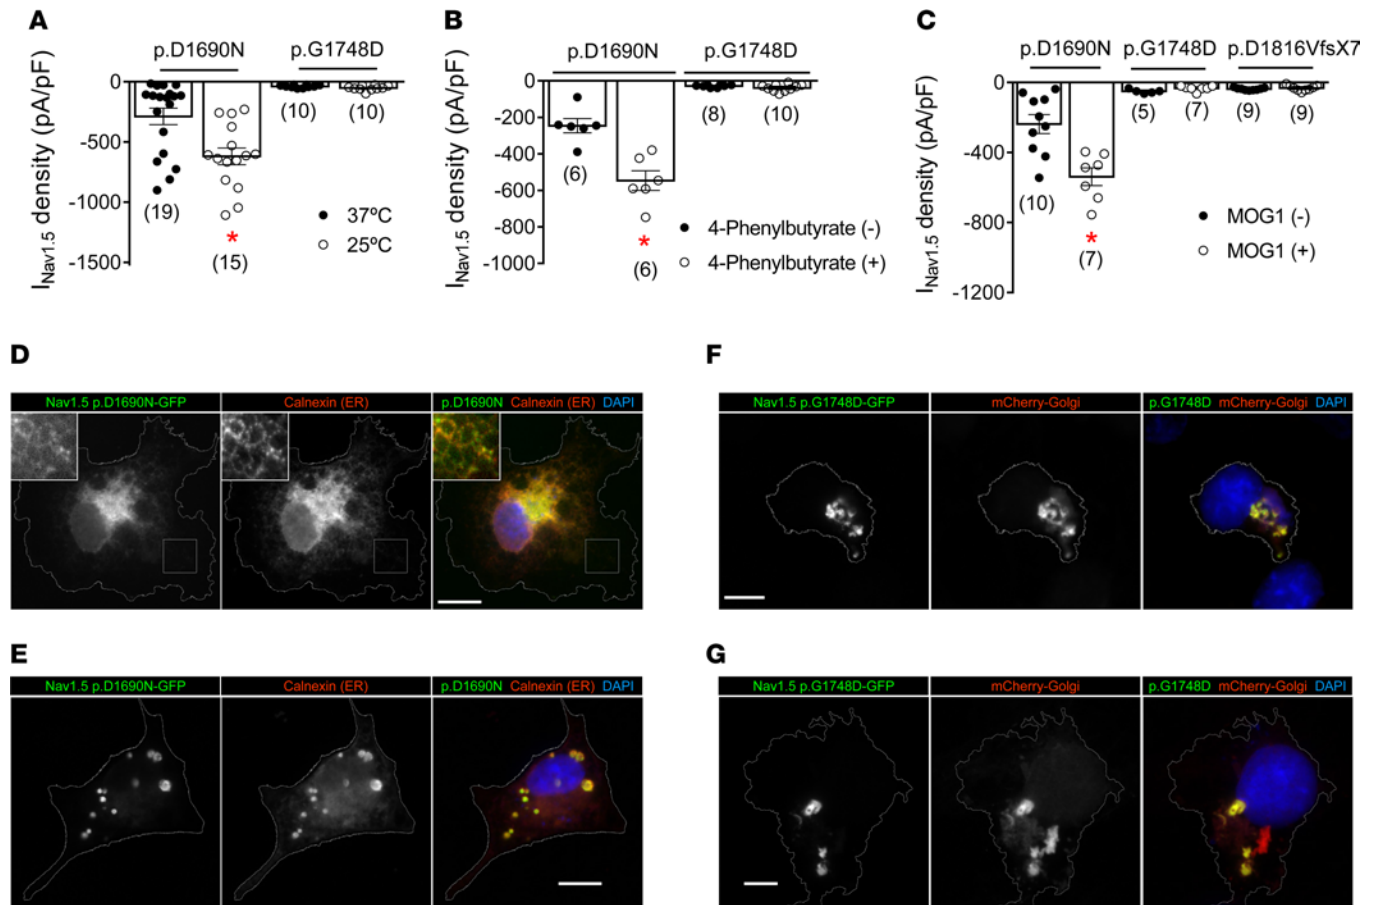 A
p.D1690N p.G1748D
I_Nav1.5 density (pA/pF)
0
-500
-1000
-1500
(19)
(15)
(10)
(10)
37ºC
25ºC
*
B
p.D1690N p.G1748D
I_Nav1.5 density (pA/pF)
0
-200
-400
-600
-800
-1000
(6)
(6)
(8)
(10)
4-Phenylbutyrate (-)
4-Phenylbutyrate (+)
*
C
p.D1690N p.G1748D p.D1816VfsX7
I_Nav1.5 density (pA/pF)
0
-400
-800
-1200
(10)
(7)
(5)
(7)
(9)
(9)
MOG1 (-)
MOG1 (+)
*
D
Nav1.5 p.D1690N-GFP
Calnexin (ER)
p.D1690N Calnexin (ER) DAPI
F
Nav1.5 p.G1748D-GFP
mCherry-Golgi
p.G1748D mCherry-Golgi DAPI
E
Nav1.5 p.D1690N-GFP
Calnexin (ER)
p.D1690N Calnexin (ER) DAPI
G
Nav1.5 p.G1748D-GFP
mCherry-Golgi
p.G1748D mCherry-Golgi DAPI